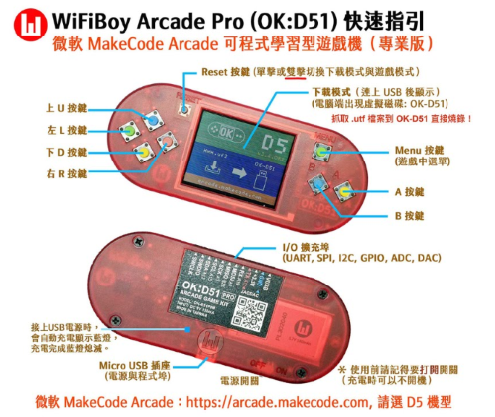 WiFiBoy Arcade Pro (OK:D51) 快速指引
微軟 MakeCode Arcade 可程式學習型遊戲機（專業版）
Reset 按鍵 (單擊或雙擊切換下載模式與遊戲模式)
下載模式（連上 USB 後顯示）
(電腦端出現虛擬磁碟: OK-D51)
抓取 .utf 檔案到 OK-D51 直接燒錄！
上 U 按鍵
左 L 按鍵
下 D 按鍵
右 R 按鍵
RESET
MENU
OK
D5
Menu 按鍵
(遊戲中選單)
A 按鍵
B 按鍵
I/O 擴充埠
(UART, SPI, I2C, GPIO, ADC, DAC)
OK:D51 PRO
ARCADE GAME KIT
接上USB電源時，
會自動充電顯示藍燈，
充電完成藍燈熄滅。
Micro USB 插座
(電源與程式埠)
電源開關
OFF ON
※ 使用前請記得要打開開關
（充電時可以不開機）
微軟 MakeCode Arcade：https://arcade.makecode.com, 請選 D5 機型